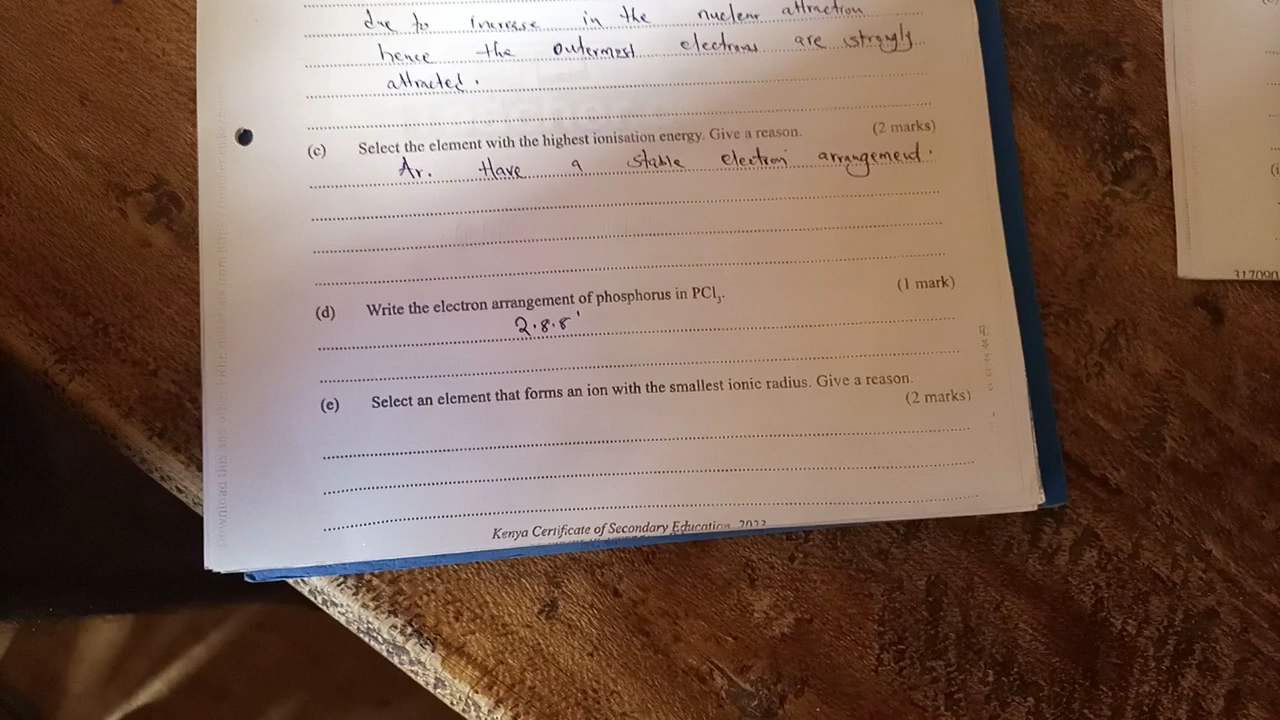 due to increase in the nuclear attraction
hence the outermost electrons are strongly
attracted.
(c) Select the element with the highest ionisation energy. Give a reason. (2 marks)
Ar. Have a stable electron arrangement.
(d) Write the electron arrangement of phosphorus in PCl₃. (1 mark)
2.8.8
(e) Select an element that forms an ion with the smallest ionic radius. Give a reason.
(2 marks)
Kenya Certificate of Secondary Education, 2022